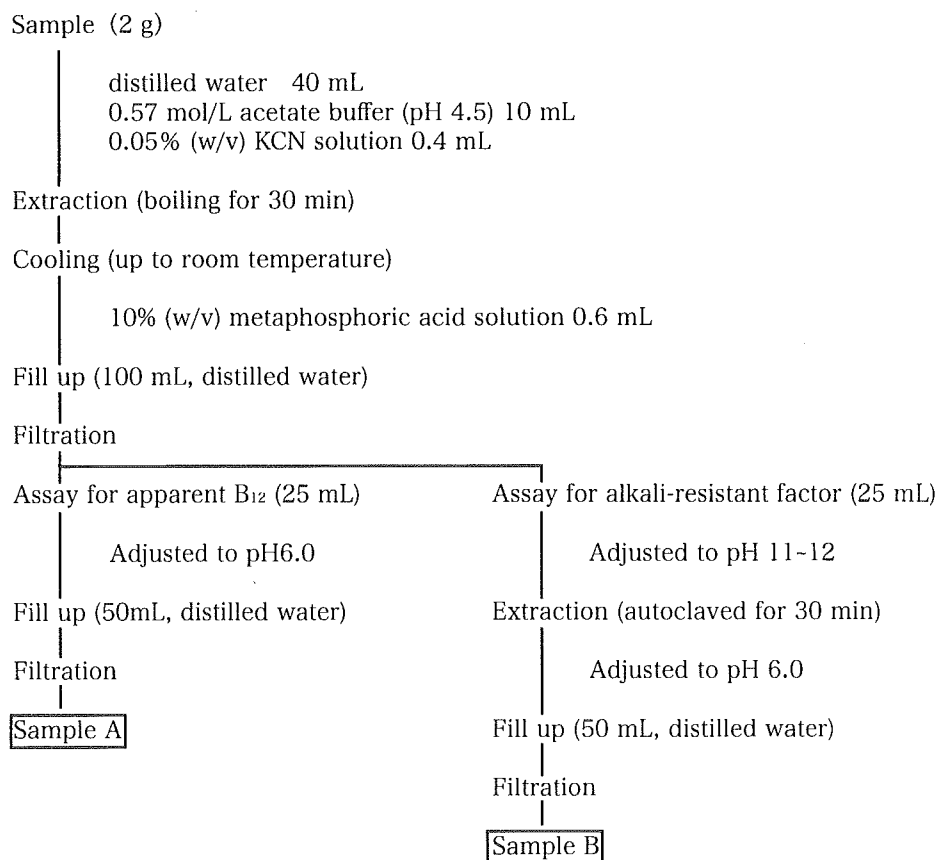 Sample (2 g)
distilled water 40 mL
0.57 mol/L acetate buffer (pH 4.5) 10 mL
0.05% (w/v) KCN solution 0.4 mL
Extraction (boiling for 30 min)
Cooling (up to room temperature)
10% (w/v) metaphosphoric acid solution 0.6 mL
Fill up (100 mL, distilled water)
Filtration
Assay for apparent B₁₂ (25 mL)
Adjusted to pH6.0
Fill up (50mL, distilled water)
Filtration
Sample A
Assay for alkali-resistant factor (25 mL)
Adjusted to pH 11~12
Extraction (autoclaved for 30 min)
Adjusted to pH 6.0
Fill up (50 mL, distilled water)
Filtration
Sample B